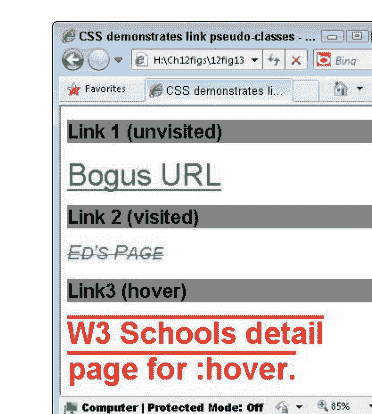 CSS demonstrates link pseudo-classes - ...
H:\Ch12figs\12fig13
Bing
Favorites
CSS demonstrates li...
Link 1 (unvisited)
Bogus URL
Link 2 (visited)
ED'S PAGE
Link3 (hover)
W3 Schools detail
page for :hover.
Computer | Protected Mode: Off
85%